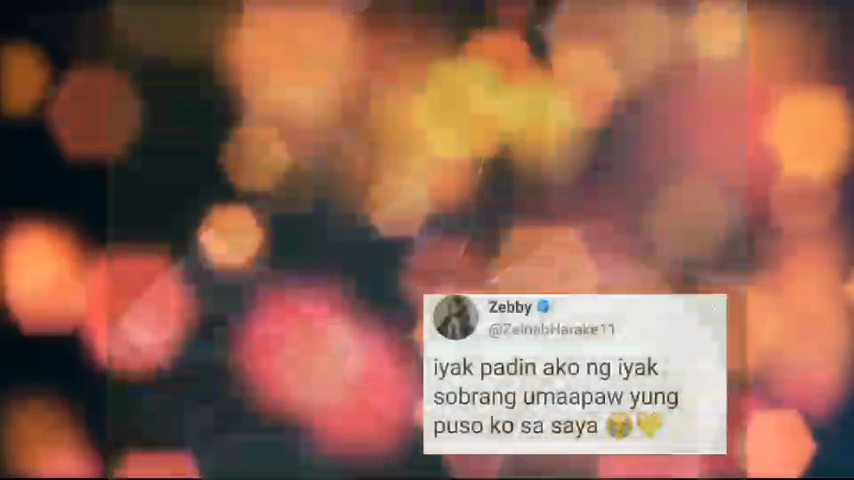 Zebby
@ZeinabHarake11
iyak padin ako ng iyak
sobrang umaapaw yung
puso ko sa saya 😭💛